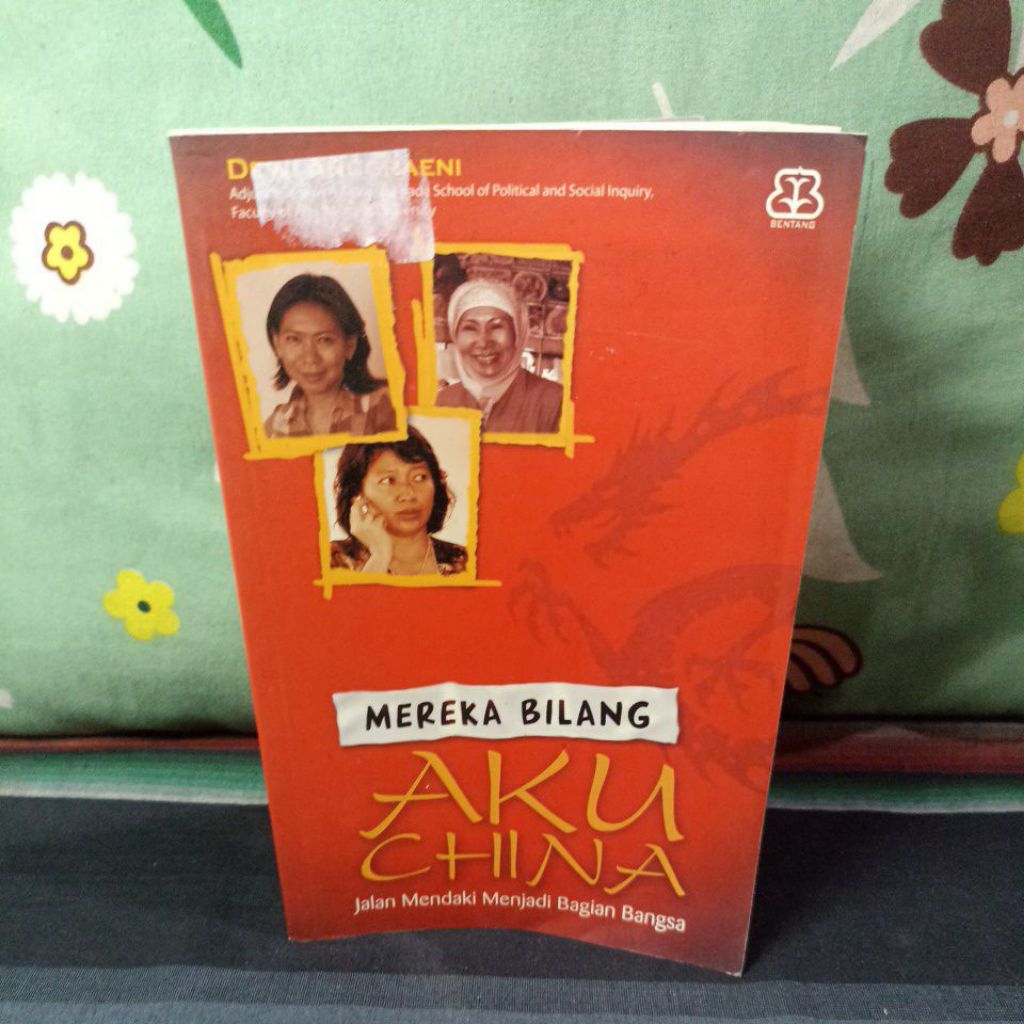 School of Political and Social Inquiry,
BENTANG
MEREKA BILANG
AKU
CHINA
Jalan Mendaki Menjadi Bagian Bangsa